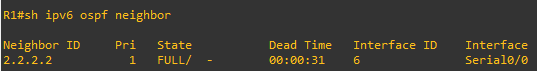 R1#sh ipv6 ospf neighbor
Neighbor ID Pri State Dead Time Interface ID Interface
2.2.2.2 1 FULL/ - 00:00:31 6 Serial0/0